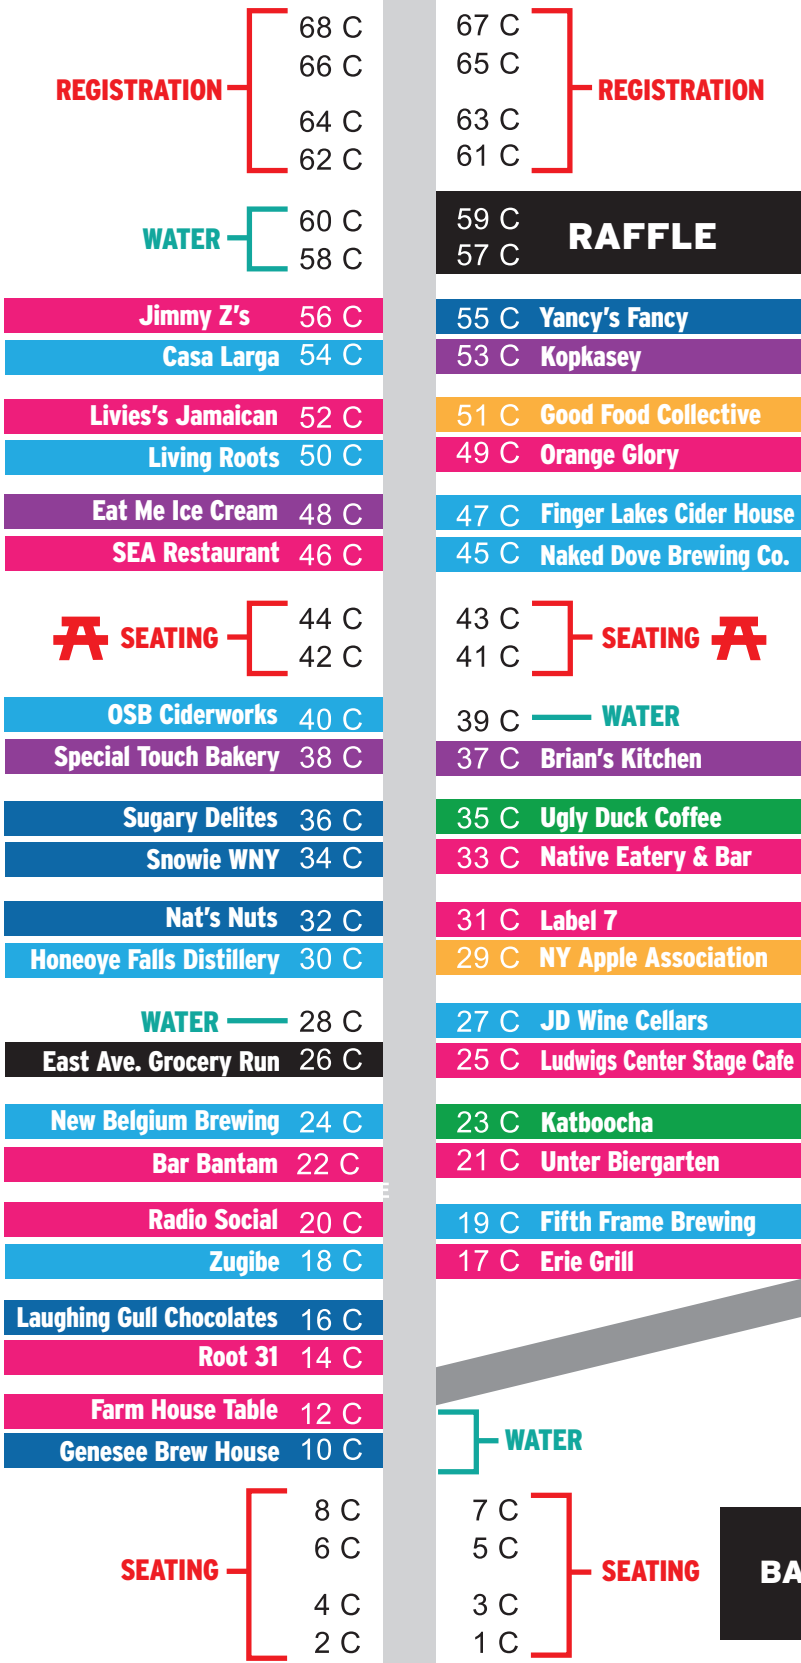 68 C
66 C
REGISTRATION
64 C
62 C
60 C
WATER
58 C
Jimmy Z's 56 C
Casa Larga 54 C
Livies's Jamaican 52 C
Living Roots 50 C
Eat Me Ice Cream 48 C
SEA Restaurant 46 C
44 C
SEATING
42 C
OSB Ciderworks 40 C
Special Touch Bakery 38 C
Sugary Delites 36 C
Snowie WNY 34 C
Nat's Nuts 32 C
Honeoye Falls Distillery 30 C
WATER 28 C
East Ave. Grocery Run 26 C
New Belgium Brewing 24 C
Bar Bantam 22 C
Radio Social 20 C
Zugibe 18 C
Laughing Gull Chocolates 16 C
Root 31 14 C
Farm House Table 12 C
Genesee Brew House 10 C
8 C
6 C
SEATING
4 C
2 C
67 C
65 C
REGISTRATION
63 C
61 C
59 C
RAFFLE
57 C
55 C Yancy's Fancy
53 C Kopkasey
51 C Good Food Collective
49 C Orange Glory
47 C Finger Lakes Cider House
45 C Naked Dove Brewing Co.
43 C
SEATING
41 C
39 C WATER
37 C Brian's Kitchen
35 C Ugly Duck Coffee
33 C Native Eatery & Bar
31 C Label 7
29 C NY Apple Association
27 C JD Wine Cellars
25 C Ludwigs Center Stage Cafe
23 C Katboocha
21 C Unter Biergarten
19 C Fifth Frame Brewing
17 C Erie Grill
WATER
7 C
5 C
SEATING
3 C
1 C
BA